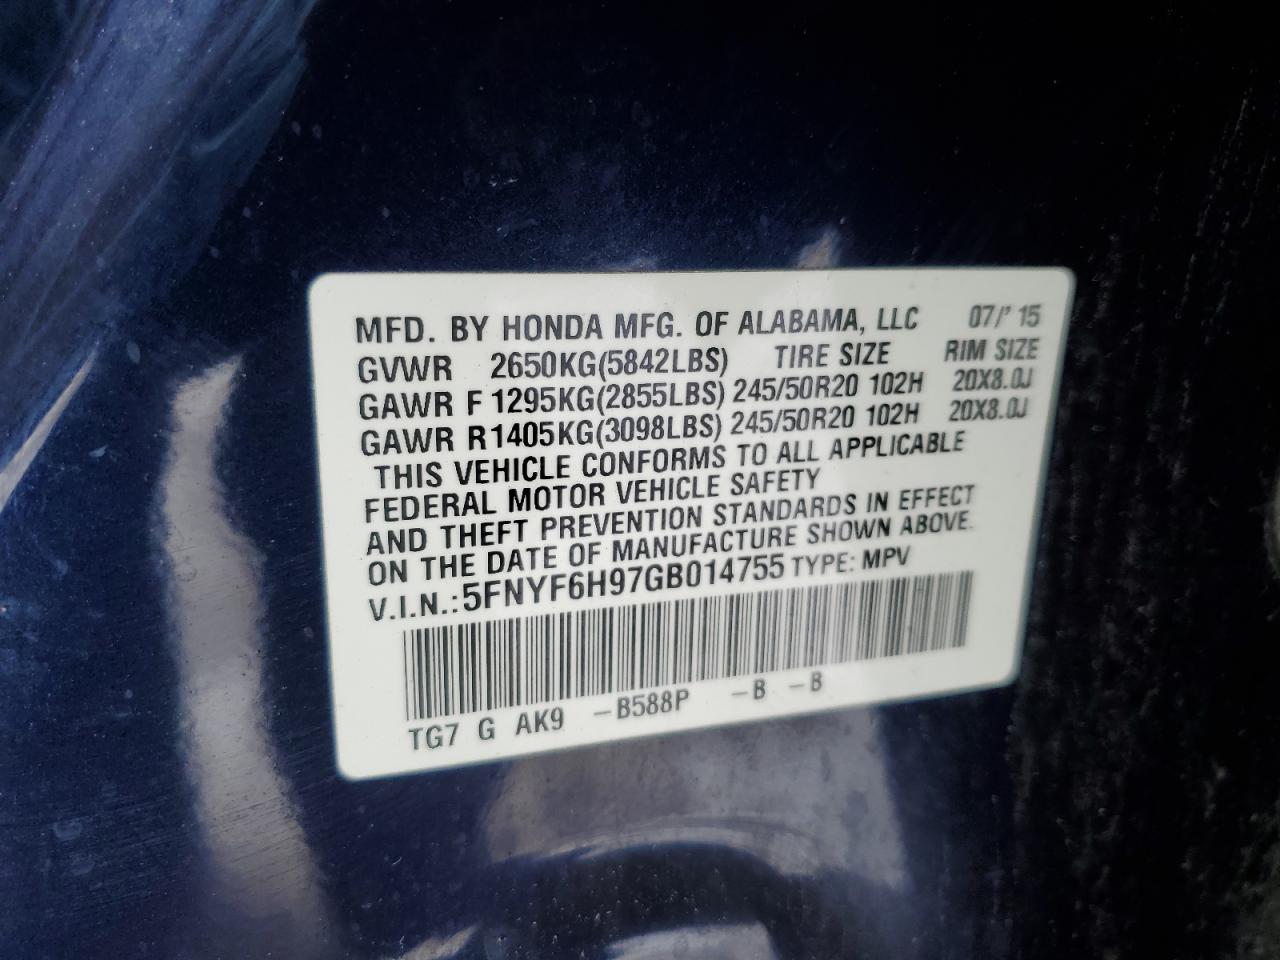 MFD. BY HONDA MFG. OF ALABAMA, LLC 07/' 15
GVWR 2650KG(5842LBS) TIRE SIZE RIM SIZE
GAWR F 1295KG(2855LBS) 245/50R20 102H 20X8.0J
GAWR R1405KG(3098LBS) 245/50R20 102H 20X8.0J
THIS VEHICLE CONFORMS TO ALL APPLICABLE
FEDERAL MOTOR VEHICLE SAFETY
AND THEFT PREVENTION STANDARDS IN EFFECT
ON THE DATE OF MANUFACTURE SHOWN ABOVE.
V.I.N.:5FNYF6H97GB014755 TYPE: MPV
TG7 G AK9 –B588P –B –B